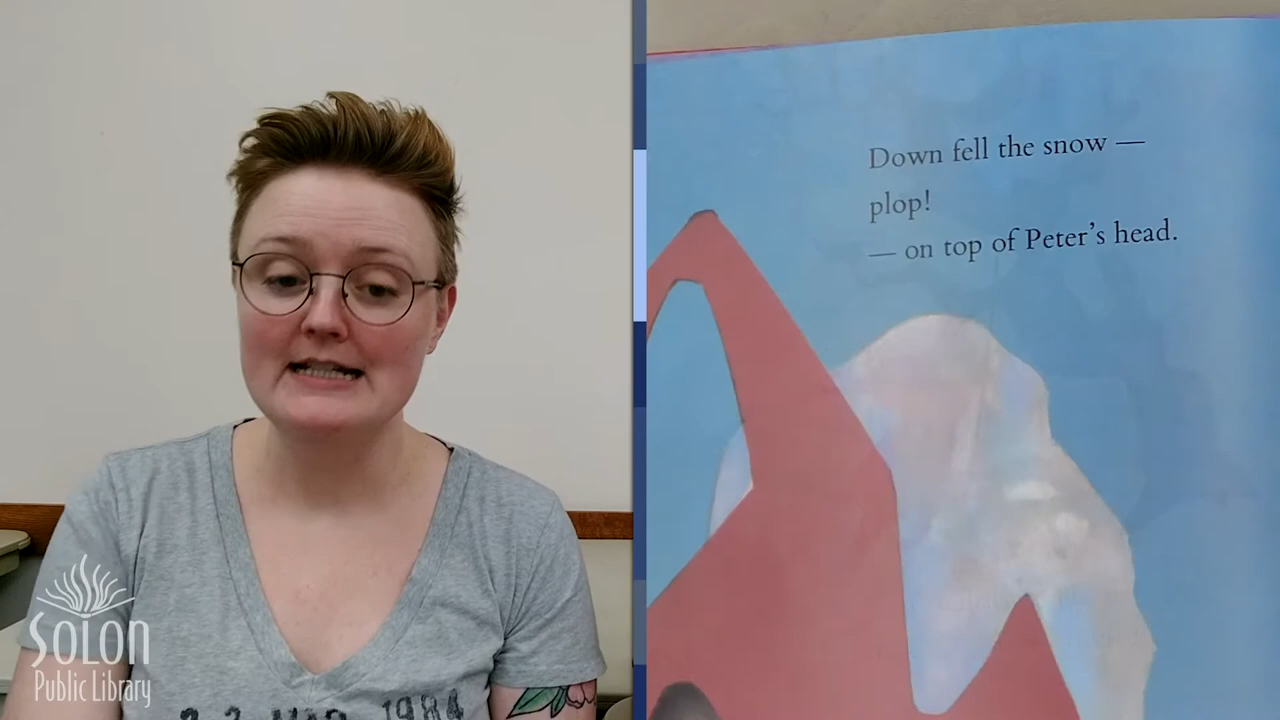 Down fell the snow —
plop!
— on top of Peter's head.
SOLON
Public Library
1984